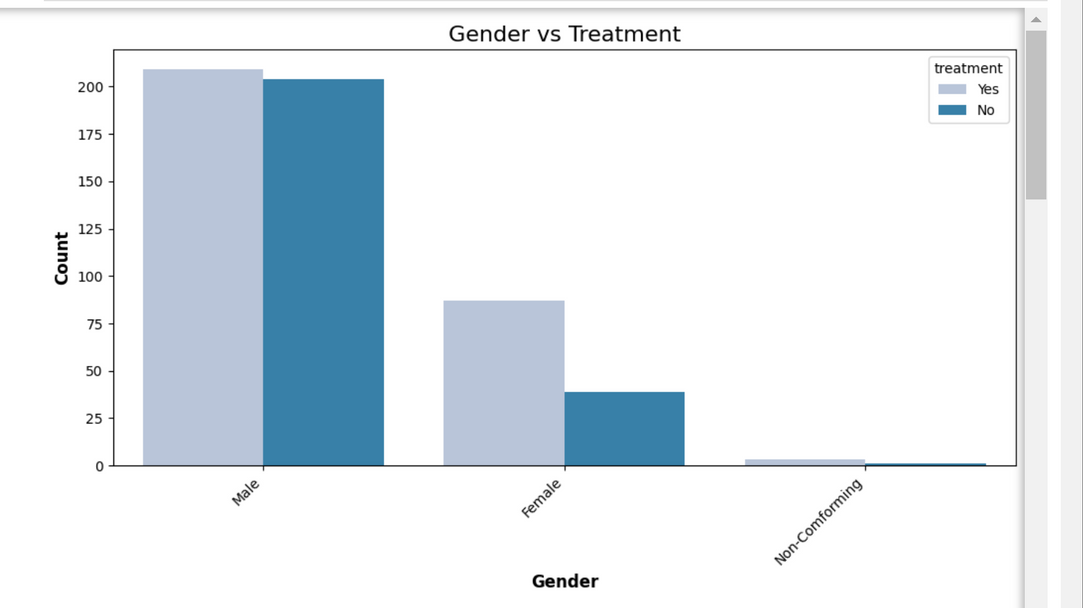 Gender vs Treatment
treatment
Yes
No
200
175
150
125
100
75
50
25
0
Count
Male
Female
Non-Comforming
Gender